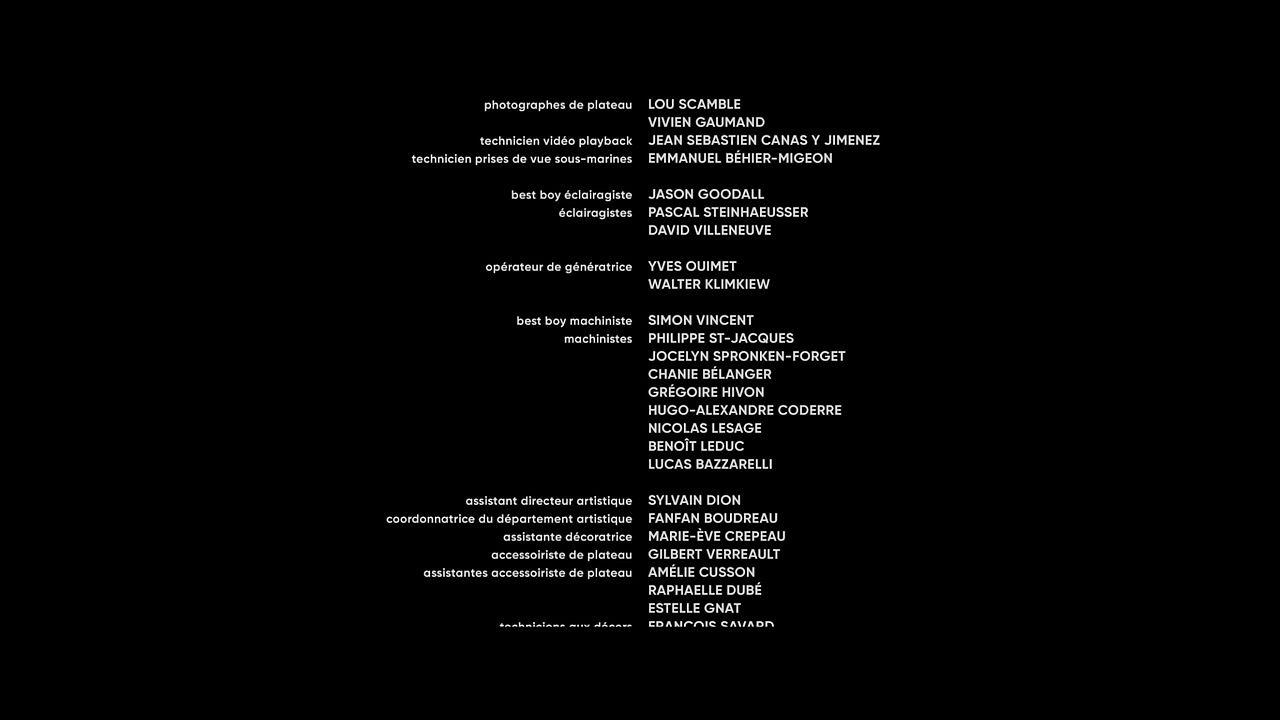 photographes de plateau LOU SCAMBLE
VIVIEN GAUMAND
technicien vidéo playback JEAN SEBASTIEN CANAS Y JIMENEZ
technicien prises de vue sous-marines EMMANUEL BÉHIER-MIGEON
best boy éclairagiste JASON GOODALL
éclairagistes PASCAL STEINHAEUSSER
DAVID VILLENEUVE
opérateur de génératrice YVES OUIMET
WALTER KLIMKIEW
best boy machiniste SIMON VINCENT
machinistes PHILIPPE ST-JACQUES
JOCELYN SPRONKEN-FORGET
CHANIE BÉLANGER
GRÉGOIRE HIVON
HUGO-ALEXANDRE CODERRE
NICOLAS LESAGE
BENOÎT LEDUC
LUCAS BAZZARELLI
assistant directeur artistique SYLVAIN DION
coordonnatrice du département artistique FANFAN BOUDREAU
assistante décoratrice MARIE-ÈVE CREPEAU
accessoiriste de plateau GILBERT VERREAULT
assistantes accessoiriste de plateau AMÉLIE CUSSON
RAPHAELLE DUBÉ
ESTELLE GNAT
techniciens aux décors FRANÇOIS SAVARD